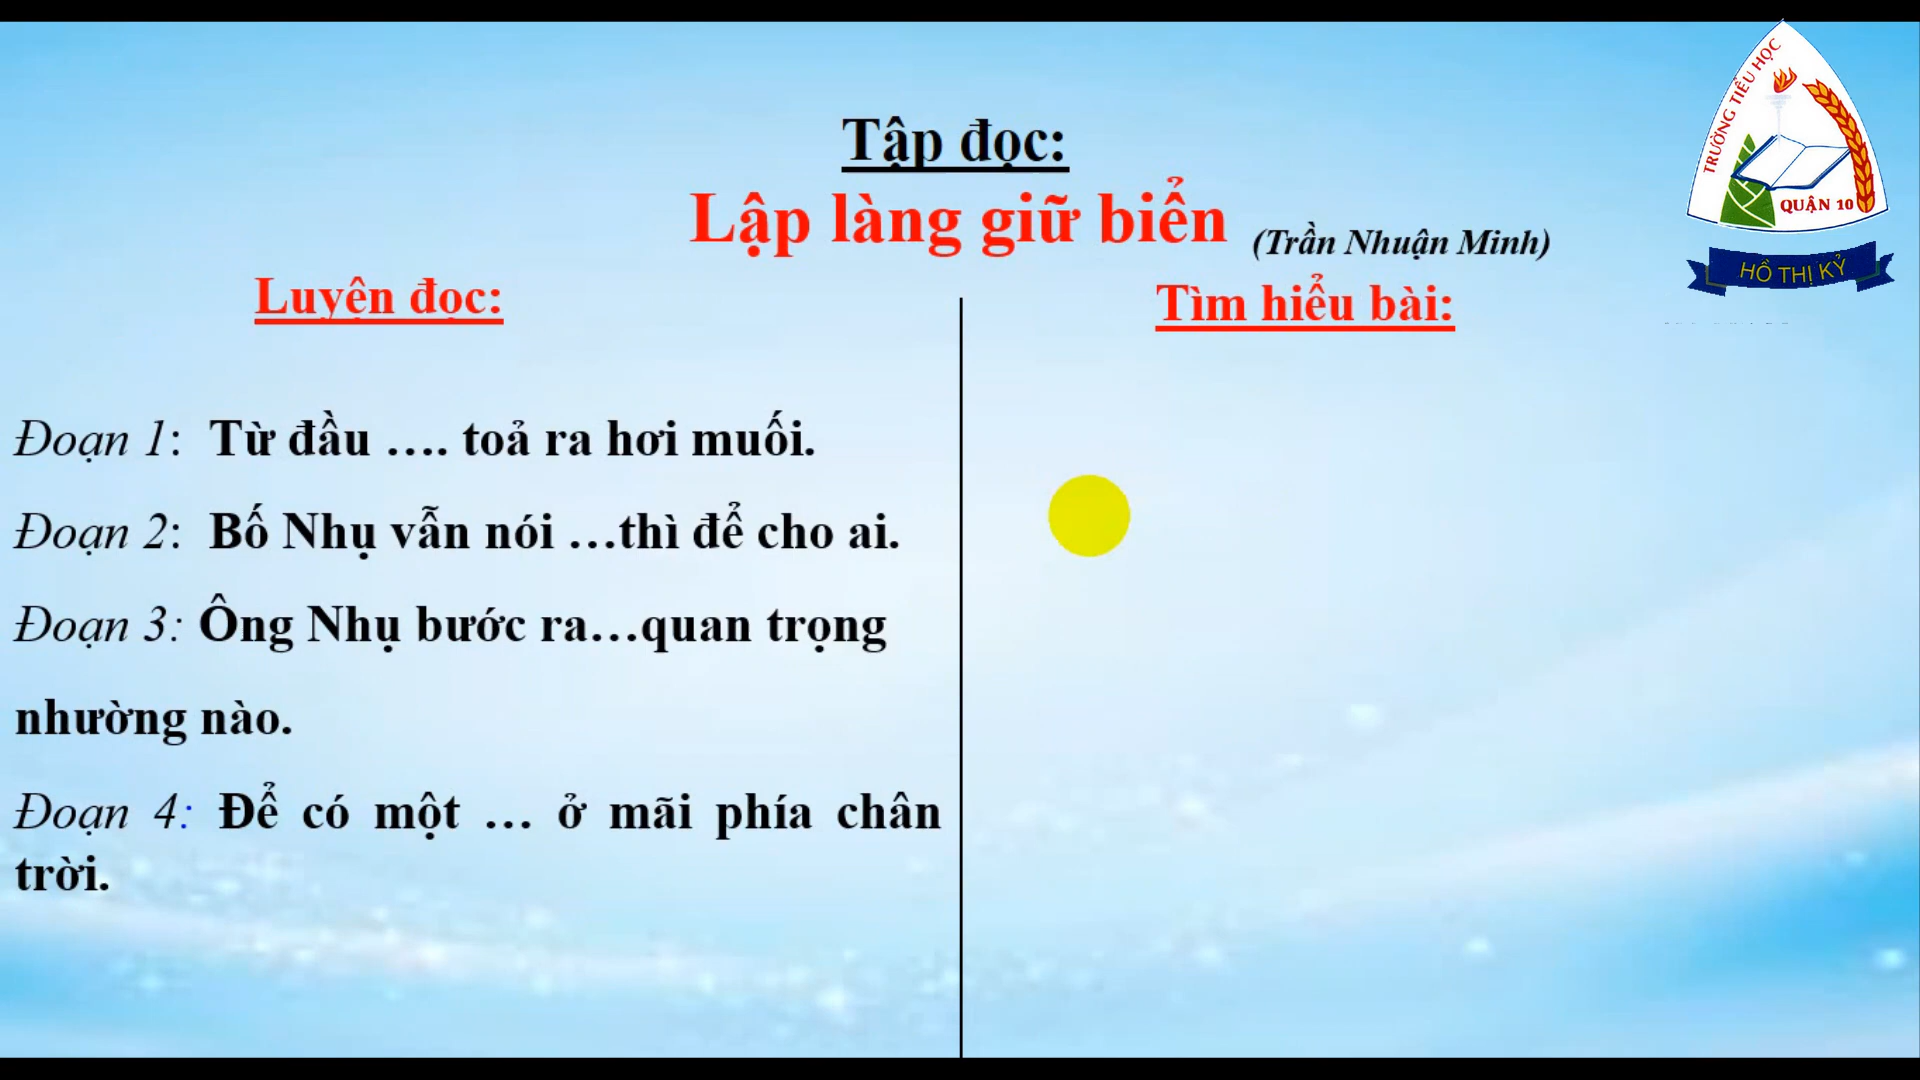 Tập đọc:
Lập làng giữ biển
(Trần Nhuận Minh)
Luyện đọc:
Đoạn 1:  Từ đầu …. toả ra hơi muối.
Đoạn 2:  Bố Nhụ vẫn nói …thì để cho ai.
Đoạn 3: Ông Nhụ bước ra…quan trọng
nhường nào.
Đoạn 4: Để có một … ở mãi phía chân
trời.
Tìm hiểu bài:
TRƯỜNG TIỂU HỌC
QUẬN 10
HỒ THỊ KỶ